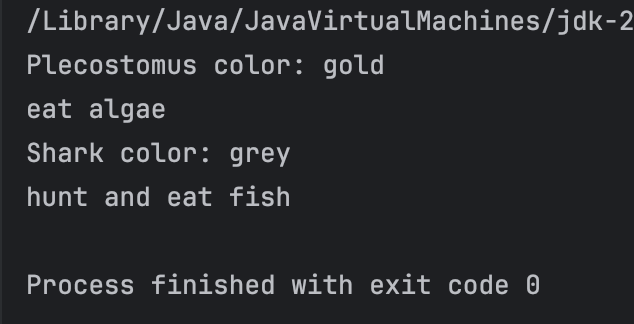 /Library/Java/JavaVirtualMachines/jdk-2
Plecostomus color: gold
eat algae
Shark color: grey
hunt and eat fish
Process finished with exit code 0